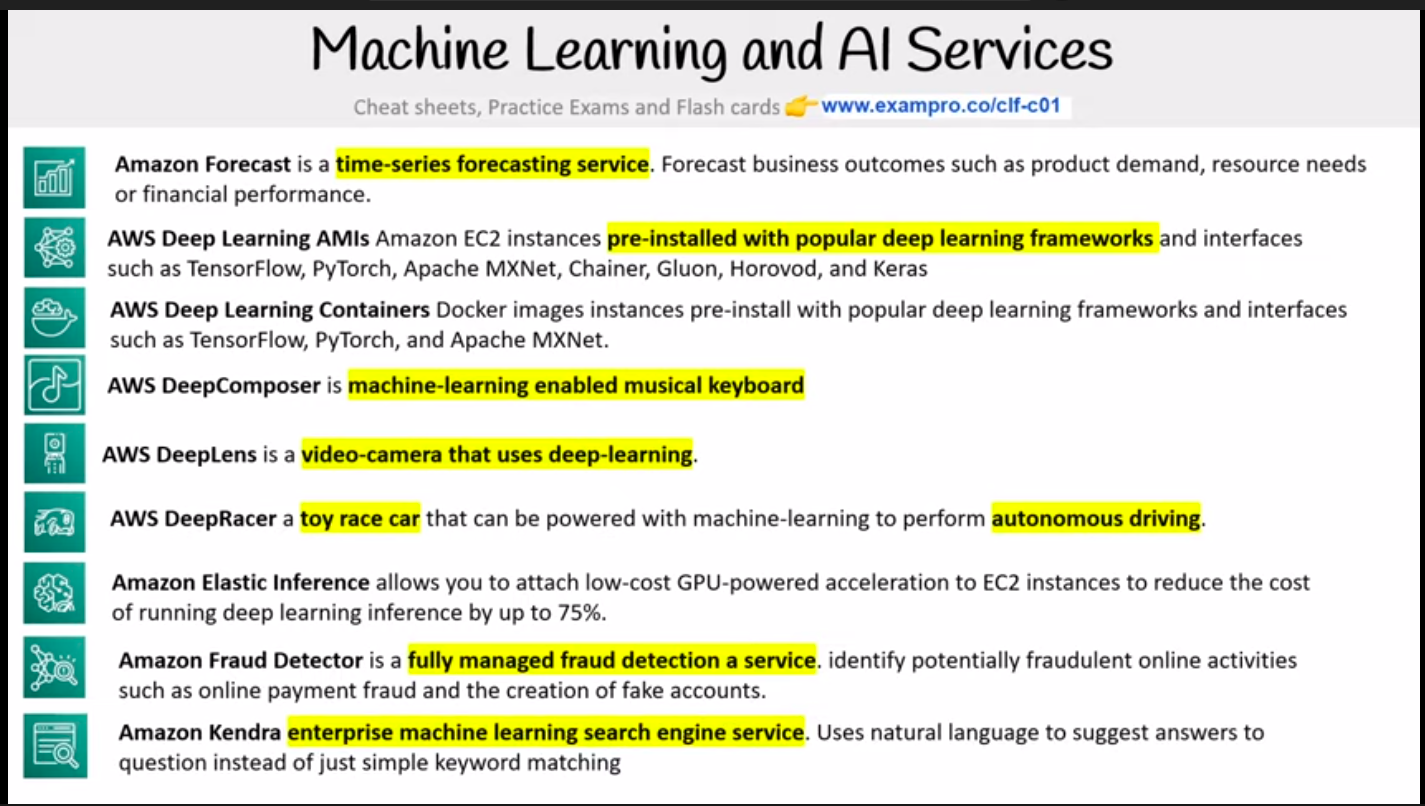 Machine Learning and AI Services
Cheat sheets, Practice Exams and Flash cards 👉 www.exampro.co/clf-c01
Amazon Forecast is a time-series forecasting service. Forecast business outcomes such as product demand, resource needs
or financial performance.
AWS Deep Learning AMIs Amazon EC2 instances pre-installed with popular deep learning frameworks and interfaces
such as TensorFlow, PyTorch, Apache MXNet, Chainer, Gluon, Horovod, and Keras
AWS Deep Learning Containers Docker images instances pre-install with popular deep learning frameworks and interfaces
such as TensorFlow, PyTorch, and Apache MXNet.
AWS DeepComposer is machine-learning enabled musical keyboard
AWS DeepLens is a video-camera that uses deep-learning.
AWS DeepRacer a toy race car that can be powered with machine-learning to perform autonomous driving.
Amazon Elastic Inference allows you to attach low-cost GPU-powered acceleration to EC2 instances to reduce the cost
of running deep learning inference by up to 75%.
Amazon Fraud Detector is a fully managed fraud detection a service. identify potentially fraudulent online activities
such as online payment fraud and the creation of fake accounts.
Amazon Kendra enterprise machine learning search engine service. Uses natural language to suggest answers to
question instead of just simple keyword matching